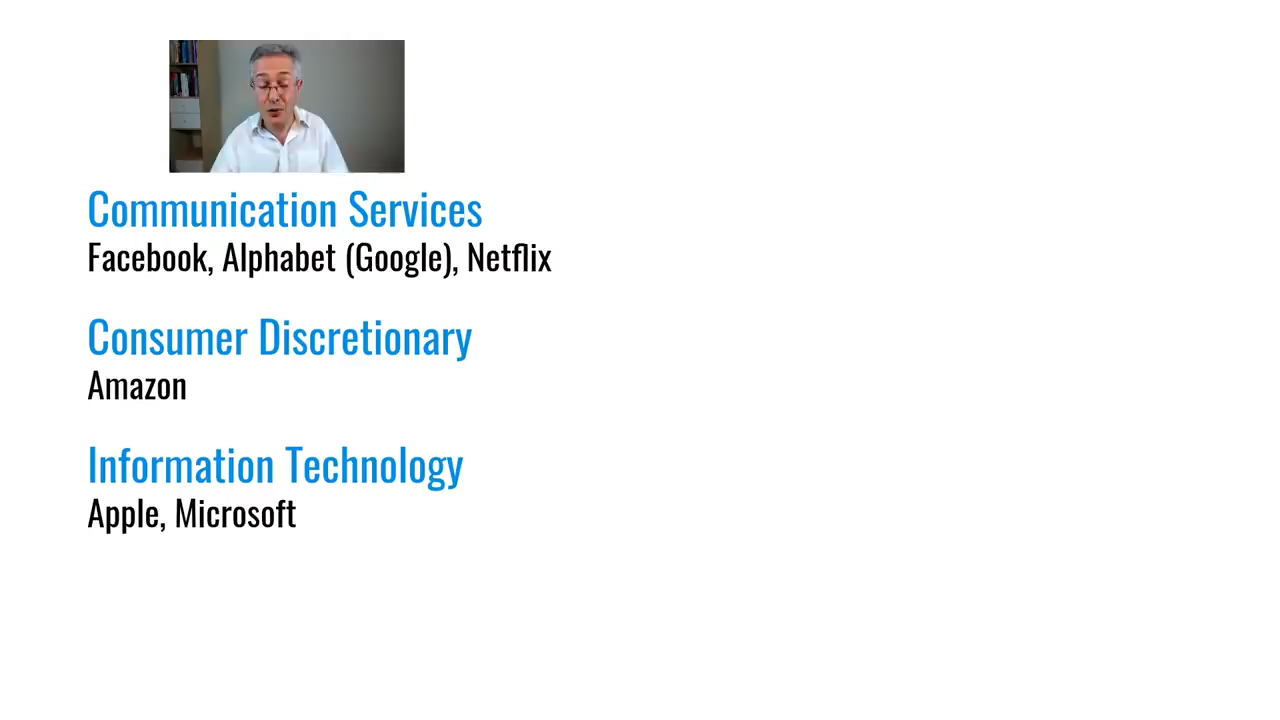 Communication Services
Facebook, Alphabet (Google), Netflix
Consumer Discretionary
Amazon
Information Technology
Apple, Microsoft